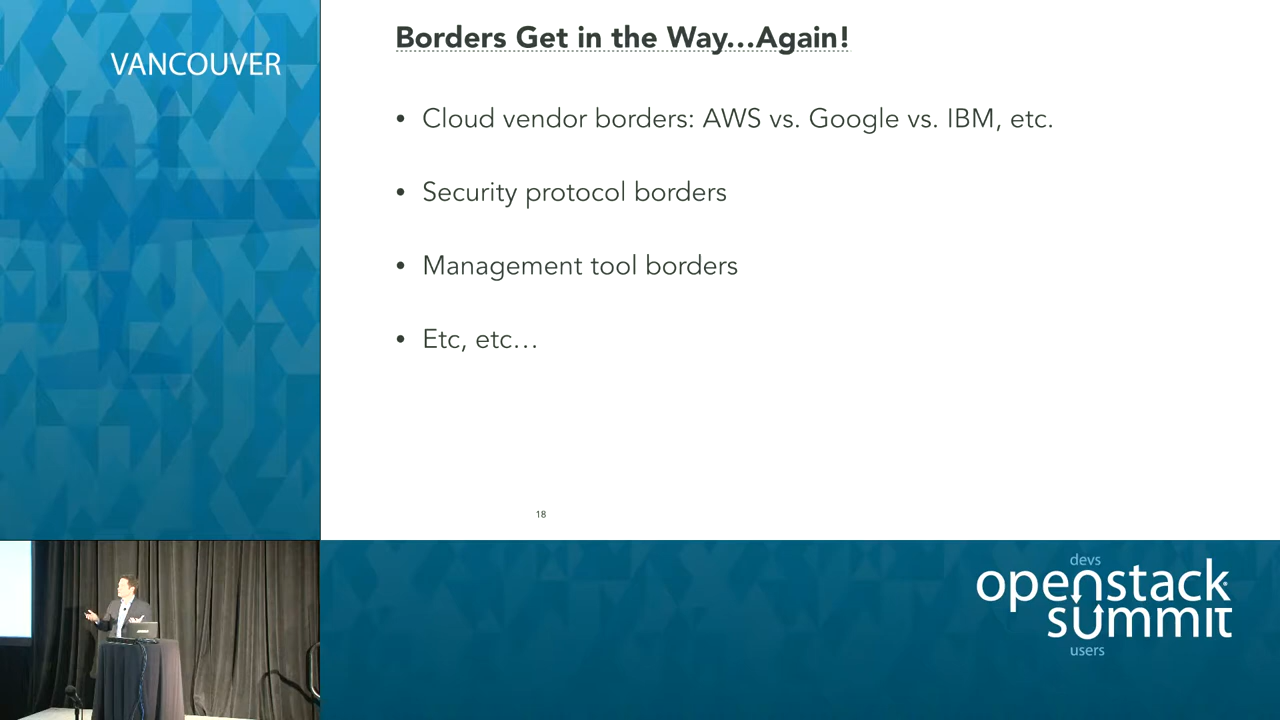 VANCOUVER
Borders Get in the Way...Again!
• Cloud vendor borders: AWS vs. Google vs. IBM, etc.
• Security protocol borders
• Management tool borders
• Etc, etc...
18
devs
openstack
summit
users